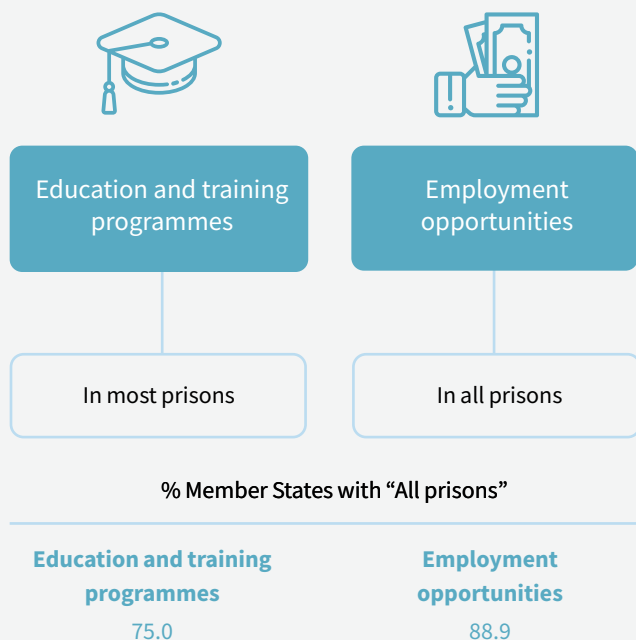 Education and training
programmes
Employment
opportunities
In most prisons
In all prisons
% Member States with “All prisons”
Education and training
programmes
75.0
Employment
opportunities
88.9